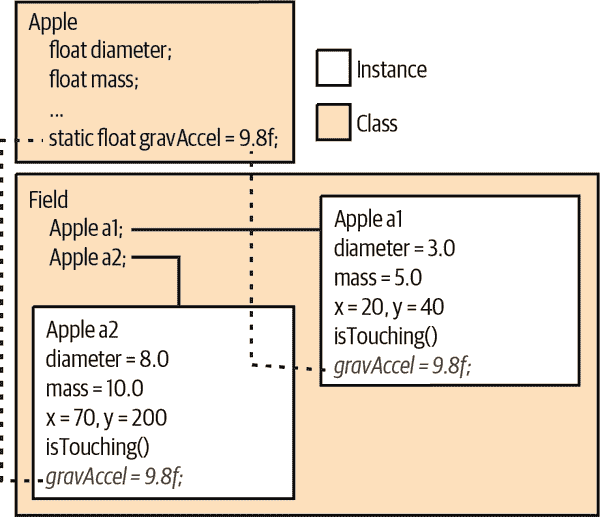 Apple
float diameter;
float mass;
...
static float gravAccel = 9.8f;
Instance
Class
Field
Apple a1;
Apple a2;
Apple a1
diameter = 3.0
mass = 5.0
x = 20, y = 40
isTouching()
gravAccel = 9.8f;
Apple a2
diameter = 8.0
mass = 10.0
x = 70, y = 200
isTouching()
gravAccel = 9.8f;